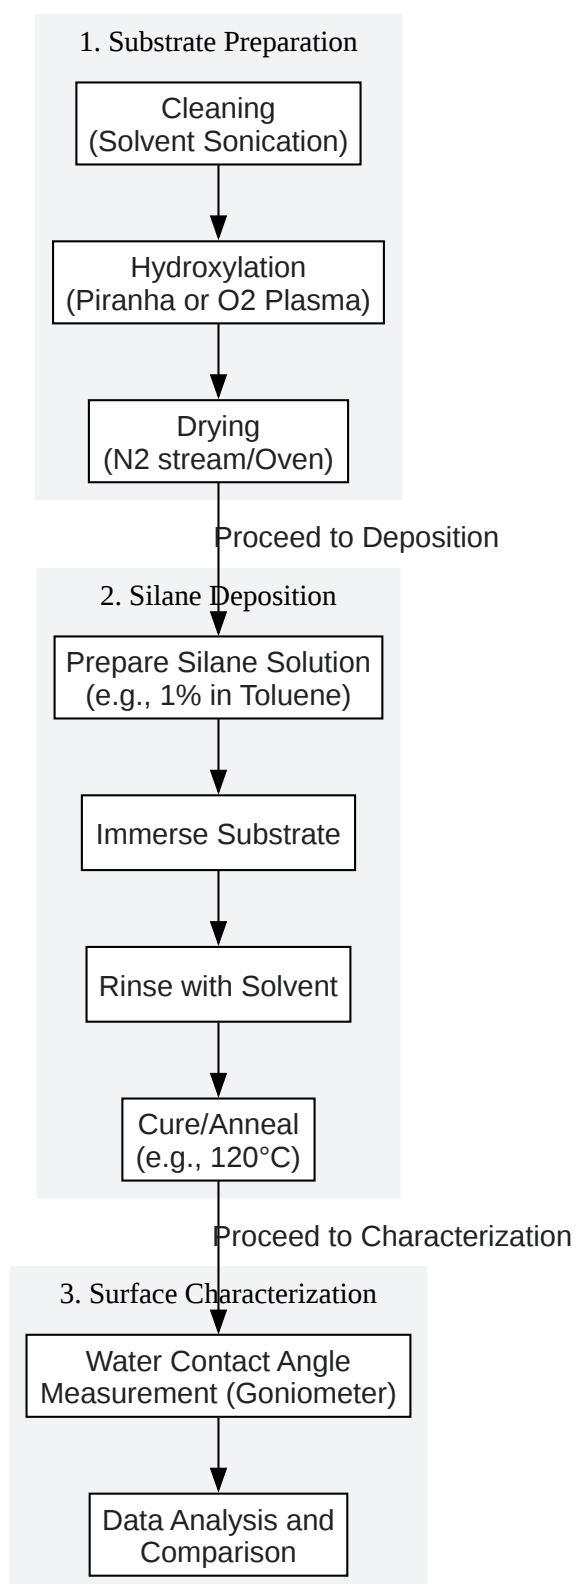 1. Substrate Preparation
Cleaning
(Solvent Sonication)
Hydroxylation
(Piranha or O2 Plasma)
Drying
(N2 stream/Oven)
Proceed to Deposition
2. Silane Deposition
Prepare Silane Solution
(e.g., 1% in Toluene)
Immerse Substrate
Rinse with Solvent
Cure/Anneal
(e.g., 120°C)
Proceed to Characterization
3. Surface Characterization
Water Contact Angle
Measurement (Goniometer)
Data Analysis and
Comparison